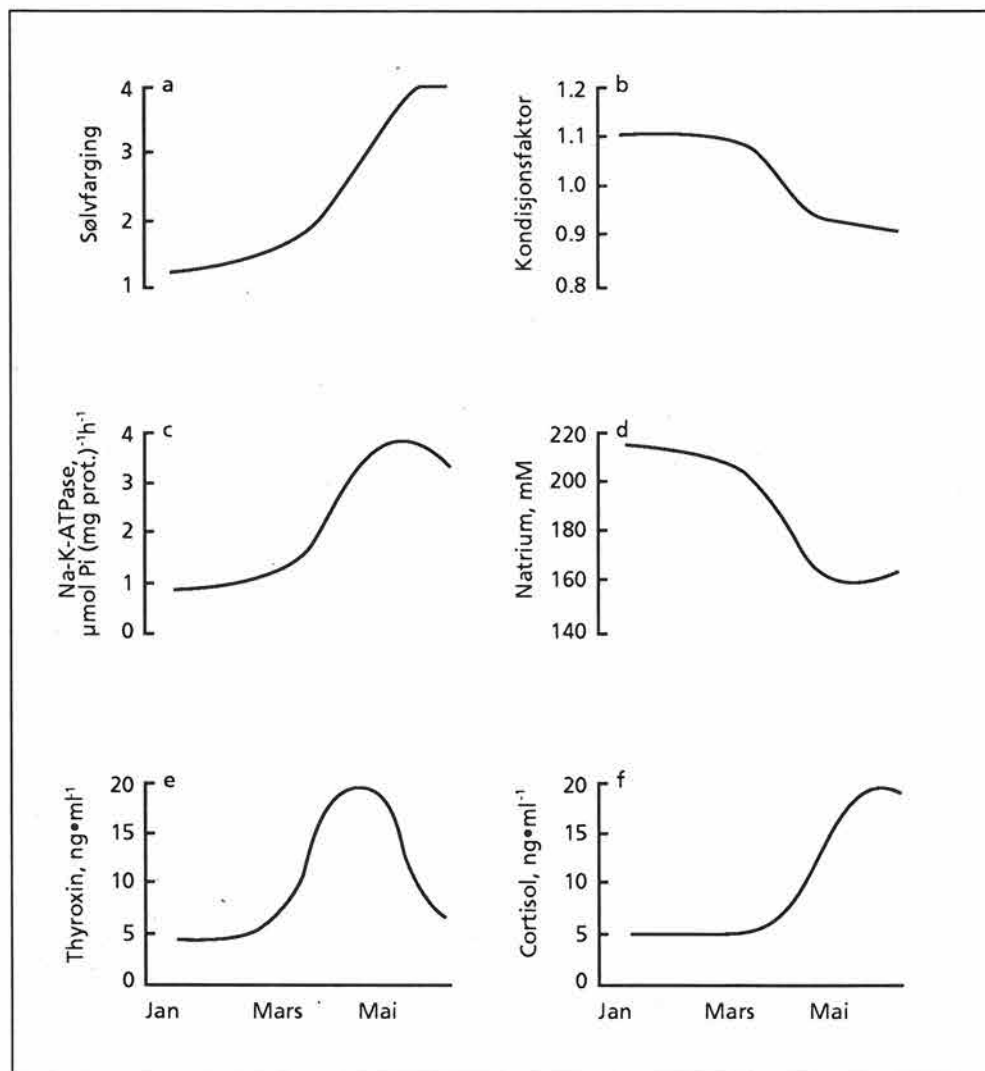 a
Sølvfarging
4
3
2
1
b
Kondisjonsfaktor
1.2
1.1
1.0
0.9
0.8
c
Na-K-ATPase,
µmol Pi (mg prot.)⁻¹h⁻¹
4
3
2
1
0
d
Natrium, mM
220
200
180
160
140
e
Thyroxin, ng•ml⁻¹
20
15
10
5
0
Jan Mars Mai
f
Cortisol, ng•ml⁻¹
20
15
10
5
0
Jan Mars Mai